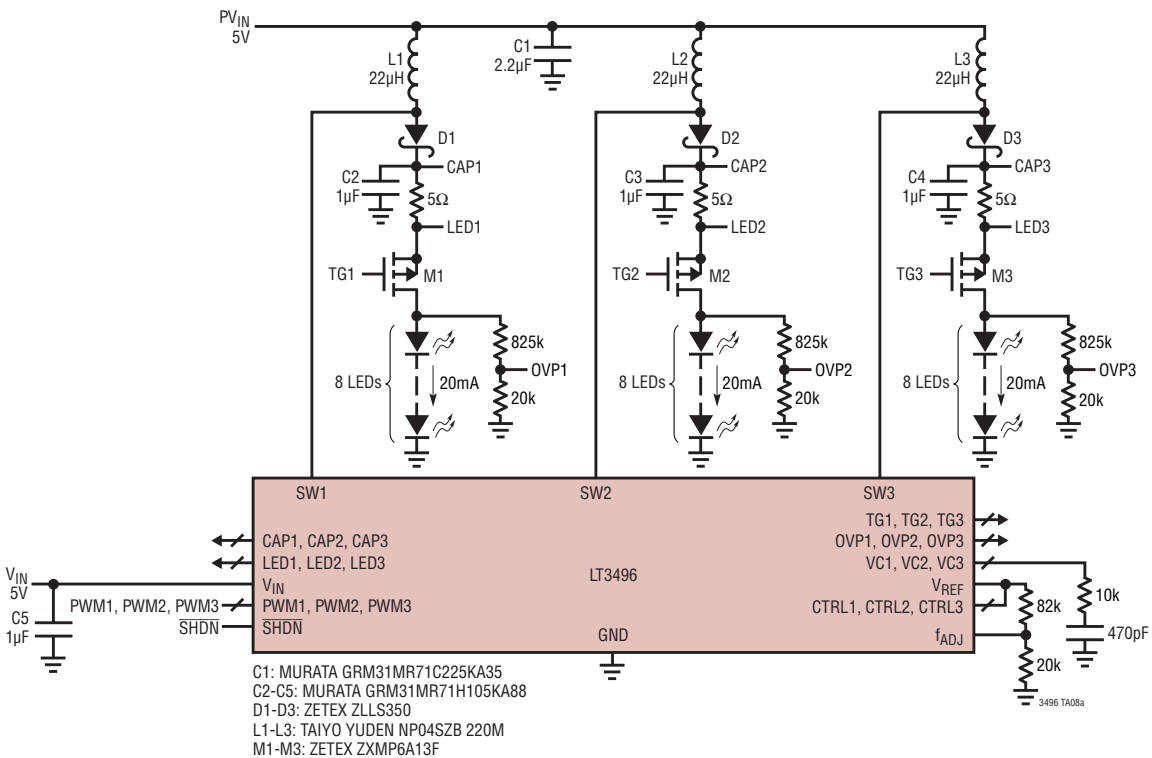 PVIN
5V
L1
22µH
C1
2.2µF
L2
22µH
L3
22µH
D1
D2
D3
CAP1
CAP2
CAP3
C2
1µF
C3
1µF
C4
1µF
5Ω
5Ω
5Ω
LED1
LED2
LED3
TG1
M1
TG2
M2
TG3
M3
825k
825k
825k
8 LEDs
20mA
OVP1
8 LEDs
20mA
OVP2
8 LEDs
20mA
OVP3
20k
20k
20k
SW1
SW2
SW3
TG1, TG2, TG3
CAP1, CAP2, CAP3
OVP1, OVP2, OVP3
LED1, LED2, LED3
VC1, VC2, VC3
LT3496
VIN
5V
VIN
VREF
10k
C5
1µF
PWM1, PWM2, PWM3
PWM1, PWM2, PWM3
CTRL1, CTRL2, CTRL3
82k
SHDN
SHDN
GND
fADJ
470pF
20k
3496 TA08a
C1: MURATA GRM31MR71C225KA35
C2-C5: MURATA GRM31MR71H105KA88
D1-D3: ZETEX ZLLS350
L1-L3: TAIYO YUDEN NP04SZB 220M
M1-M3: ZETEX ZXMP6A13F